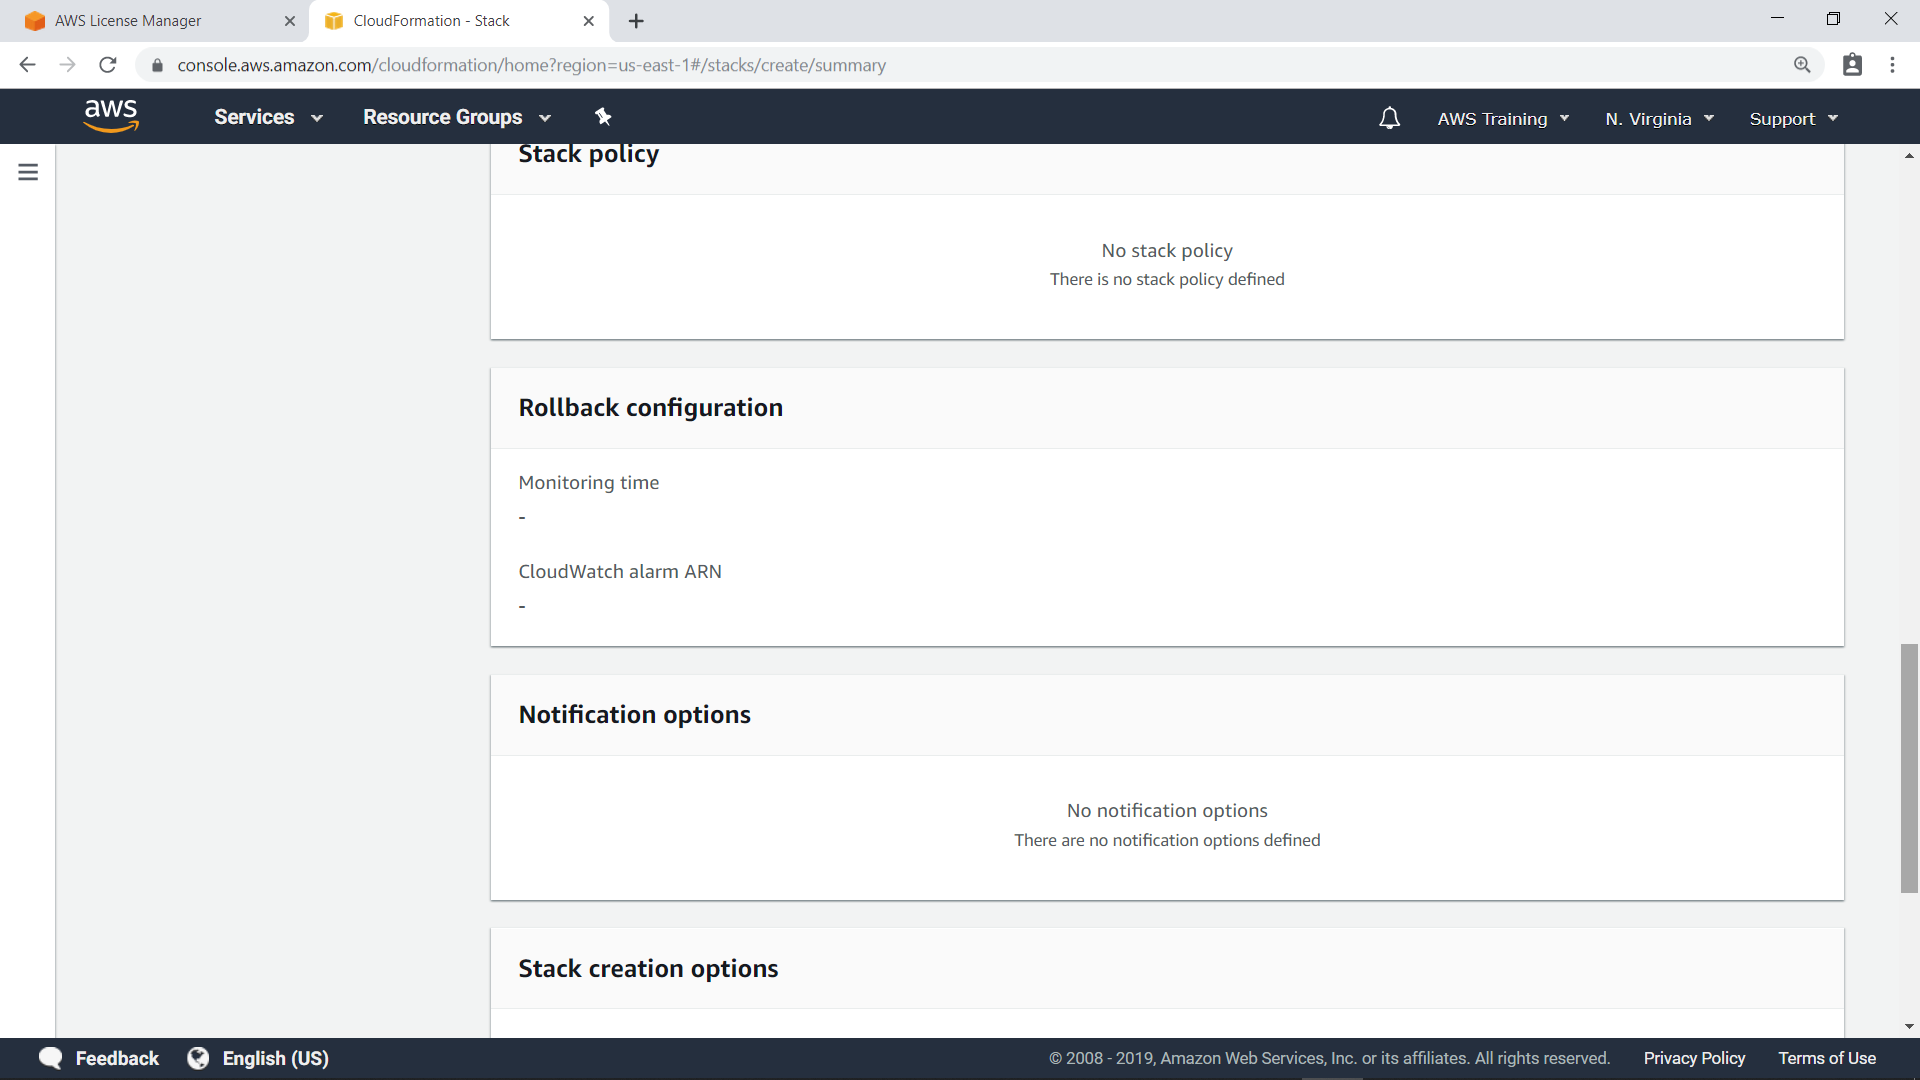 AWS License Manager
CloudFormation - Stack
console.aws.amazon.com/cloudformation/home?region=us-east-1#/stacks/create/summary
aws
Services
Resource Groups
AWS Training
N. Virginia
Support
Stack policy
No stack policy
There is no stack policy defined
Rollback configuration
Monitoring time
-
CloudWatch alarm ARN
-
Notification options
No notification options
There are no notification options defined
Stack creation options
Feedback
English (US)
© 2008 - 2019, Amazon Web Services, Inc. or its affiliates. All rights reserved.
Privacy Policy
Terms of Use